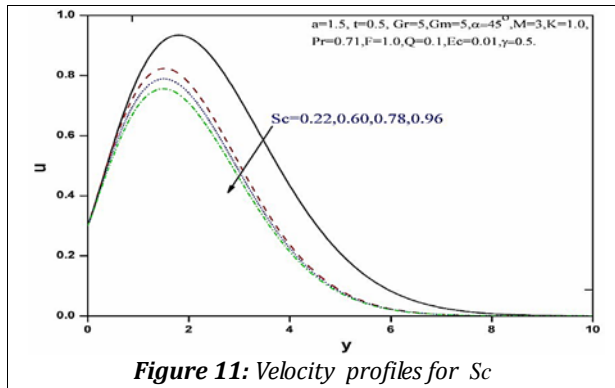 a=1.5, t=0.5, Gr=5,Gm=5,α=45°,M=3,K=1.0,
Pr=0.71,F=1.0,Q=0.1,Ec=0.01,γ=0.5.
1.0
0.8
Sc=0.22,0.60,0.78,0.96
0.6
u
0.4
0.2
0.0
0 2 4 6 8 10
y
Figure 11: Velocity profiles for Sc